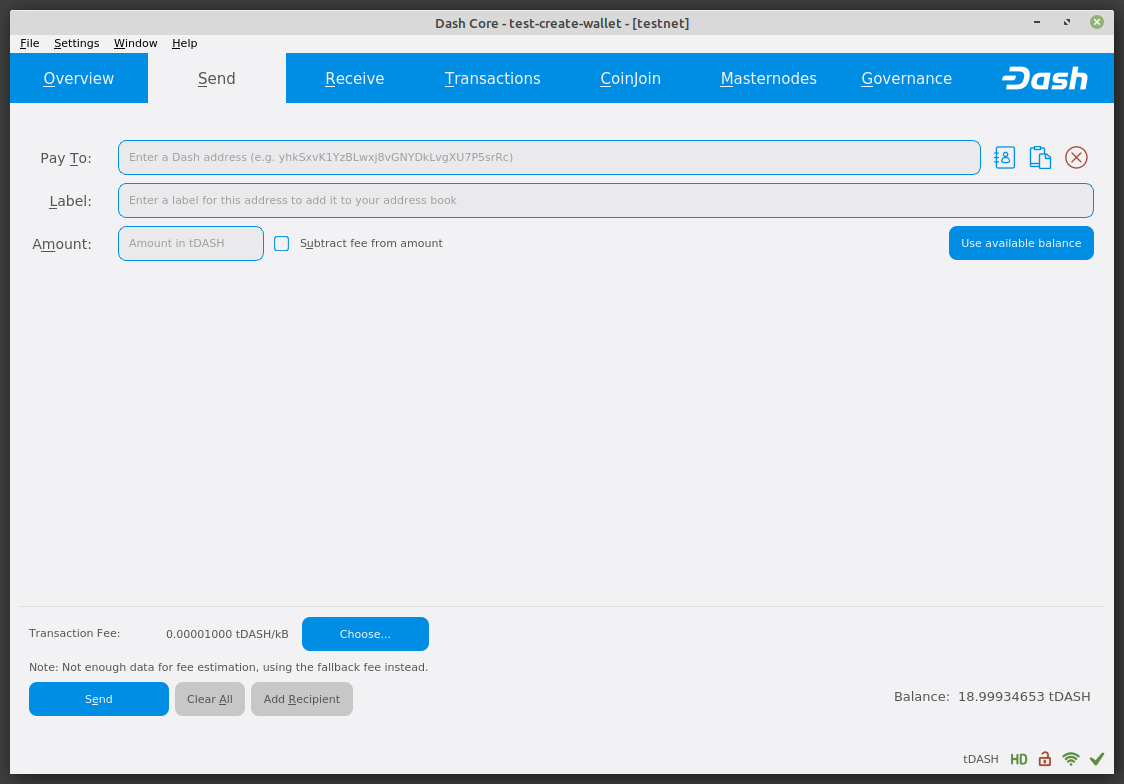 Dash Core - test-create-wallet - [testnet]
File Settings Window Help
Overview Send Receive Transactions CoinJoin Masternodes Governance Dash
Pay To: Enter a Dash address (e.g. yhkSxvK1YzBLwxj8vGNYDkLvgXU7P5srRc)
Label: Enter a label for this address to add it to your address book
Amount: Amount in tDASH Subtract fee from amount Use available balance
Transaction Fee: 0.00001000 tDASH/kB Choose...
Note: Not enough data for fee estimation, using the fallback fee instead.
Send Clear All Add Recipient Balance: 18.99934653 tDASH
tDASH HD